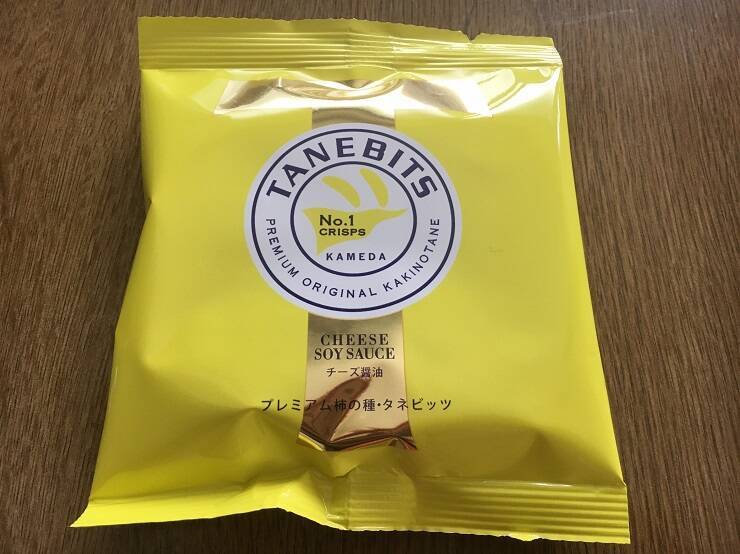 TANEBITS
No.1
CRISPS
KAMEDA
PREMIUM ORIGINAL KAKINOTANE
CHEESE
SOY SAUCE
チーズ醤油
プレミアム柿の種・タネビッツ